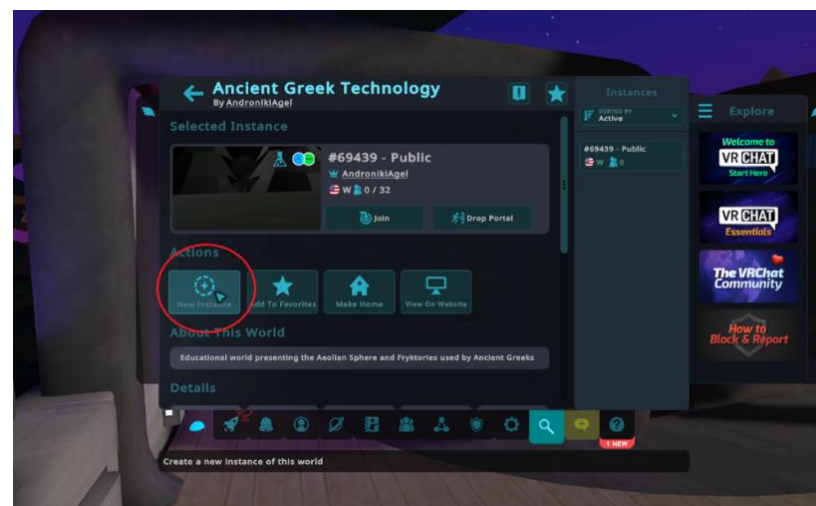 Ancient Greek Technology
By AndronikiAgel
Selected Instance
#69439 - Public
AndronikiAgel
W 0 / 32
Join
Drop Portal
Actions
New Instance
Add To Favorites
Make Home
View On Website
About This World
Educational world presenting the Aeolian Sphere and Fryktories used by Ancient Greeks
Details
Instances
SORTED BY
Active
#69439 - Public
W 0
Explore
Welcome to
VRCHAT
Start Here
VRCHAT
Essentials
The VRChat
Community
How to
Block & Report
1 NEW
Create a new instance of this world